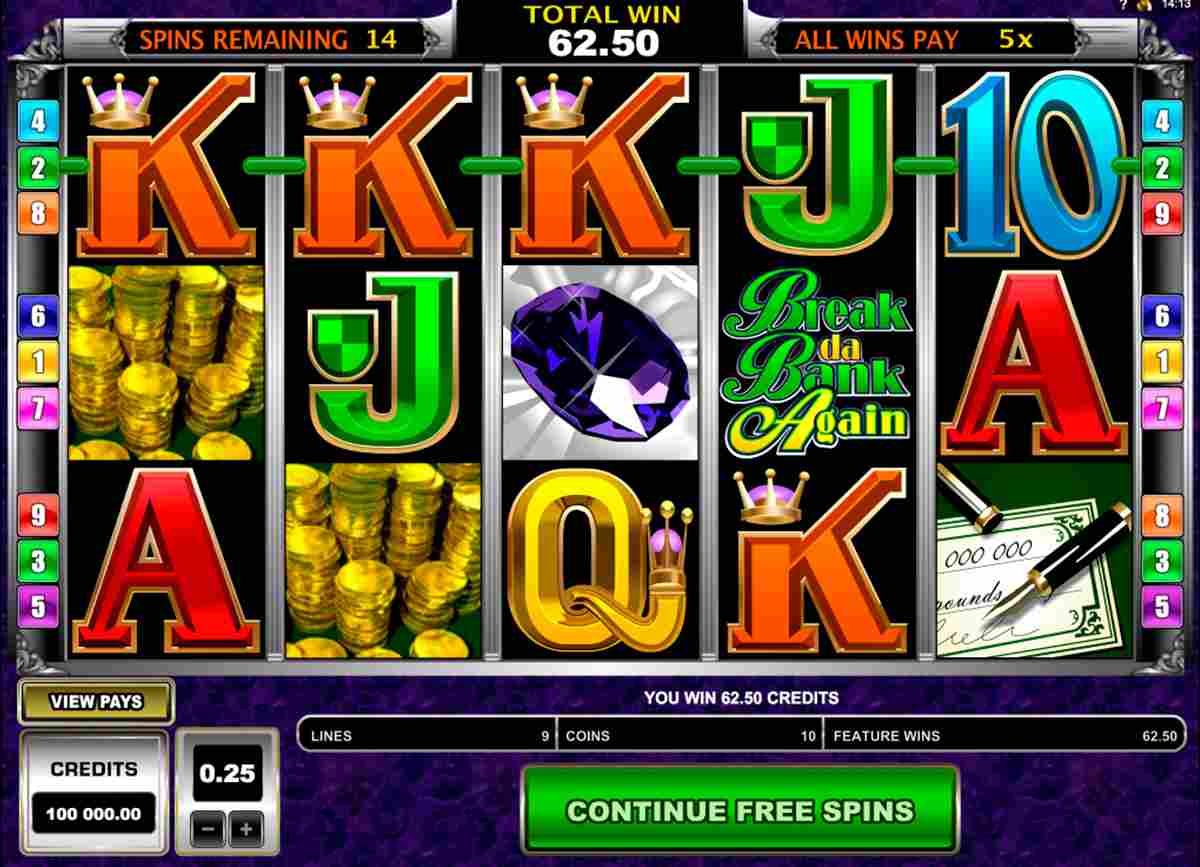 ? 14:13
SPINS REMAINING 14
TOTAL WIN
62.50
ALL WINS PAY 5x
K K K J 10
4 4
2 2
8 9
J Break da Bank Again A
6 6
1 1
7 7
A Q K
000 000
ounds
9 8
3 3
5 5
VIEW PAYS
YOU WIN 62.50 CREDITS
LINES 9 COINS 10 FEATURE WINS 62.50
CREDITS
100 000.00
0.25
- +
CONTINUE FREE SPINS